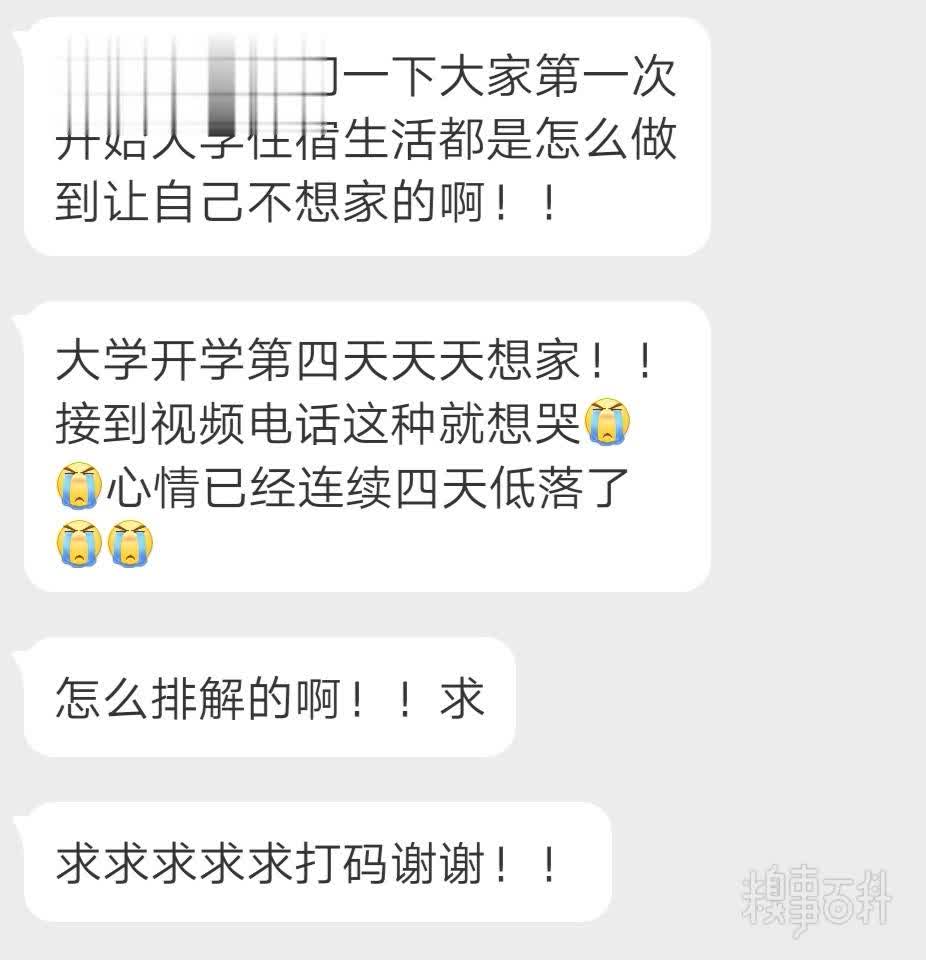 一下大家第一次
开始大学住宿生活都是怎么做
到让自己不想家的啊！！
大学开学第四天天天想家！！
接到视频电话这种就想哭😭
😭心情已经连续四天低落了
😭😭
怎么排解的啊！！求
求求求求求打码谢谢！！
糗事百科